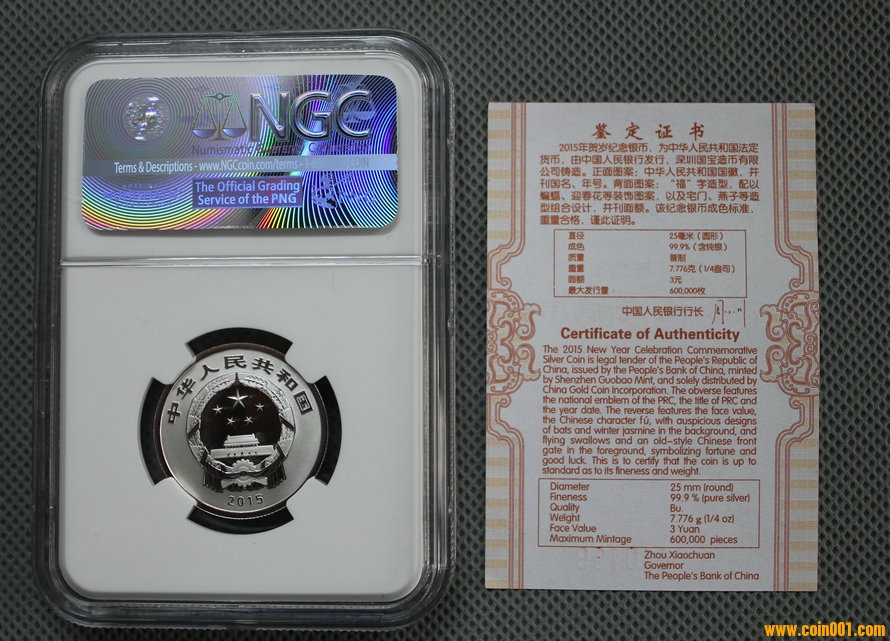 NGC
Numismatic
Terms & Descriptions - www.NGCcoin.com/terms
The Official Grading
Service of the PNG
中华人民共和国
2015
鉴定证书
2015年贺岁纪念银币，为中华人民共和国法定
货币，由中国人民银行发行，深圳国宝造币有限
公司铸造。正面图案：中华人民共和国国徽，并
刊国名、年号。背面图案：“福”字造型，配以
蝙蝠、迎春花等装饰图案，以及宅门、燕子等造
型组合设计，并刊面额。该纪念银币成色标准，
重量合格，谨此证明。
直径 25毫米（圆形）
成色 99.9%（含纯银）
质量 普制
重量 7.776克（1/4盎司）
面额 3元
最大发行量 600,000枚
中国人民银行行长
Certificate of Authenticity
The 2015 New Year Celebration Commemorative
Silver Coin is legal tender of the People's Republic of
China, issued by the People's Bank of China, minted
by Shenzhen Guobao Mint, and solely distributed by
China Gold Coin Incorporation. The obverse features
the national emblem of the PRC, the title of PRC and
the year date. The reverse features the face value,
the Chinese character fú, with auspicious designs
of bats and winter jasmine in the background, and
flying swallows and an old-style Chinese front
gate in the foreground, symbolizing fortune and
good luck. This is to certify that the coin is up to
standard as to its fineness and weight.
Diameter 25 mm (round)
Fineness 99.9 % (pure silver)
Quality Bu.
Weight 7.776 g (1/4 oz)
Face Value 3 Yuan
Maximum Mintage 600,000 pieces
Zhou Xiaochuan
Governor
The People's Bank of China
www.coin001.com